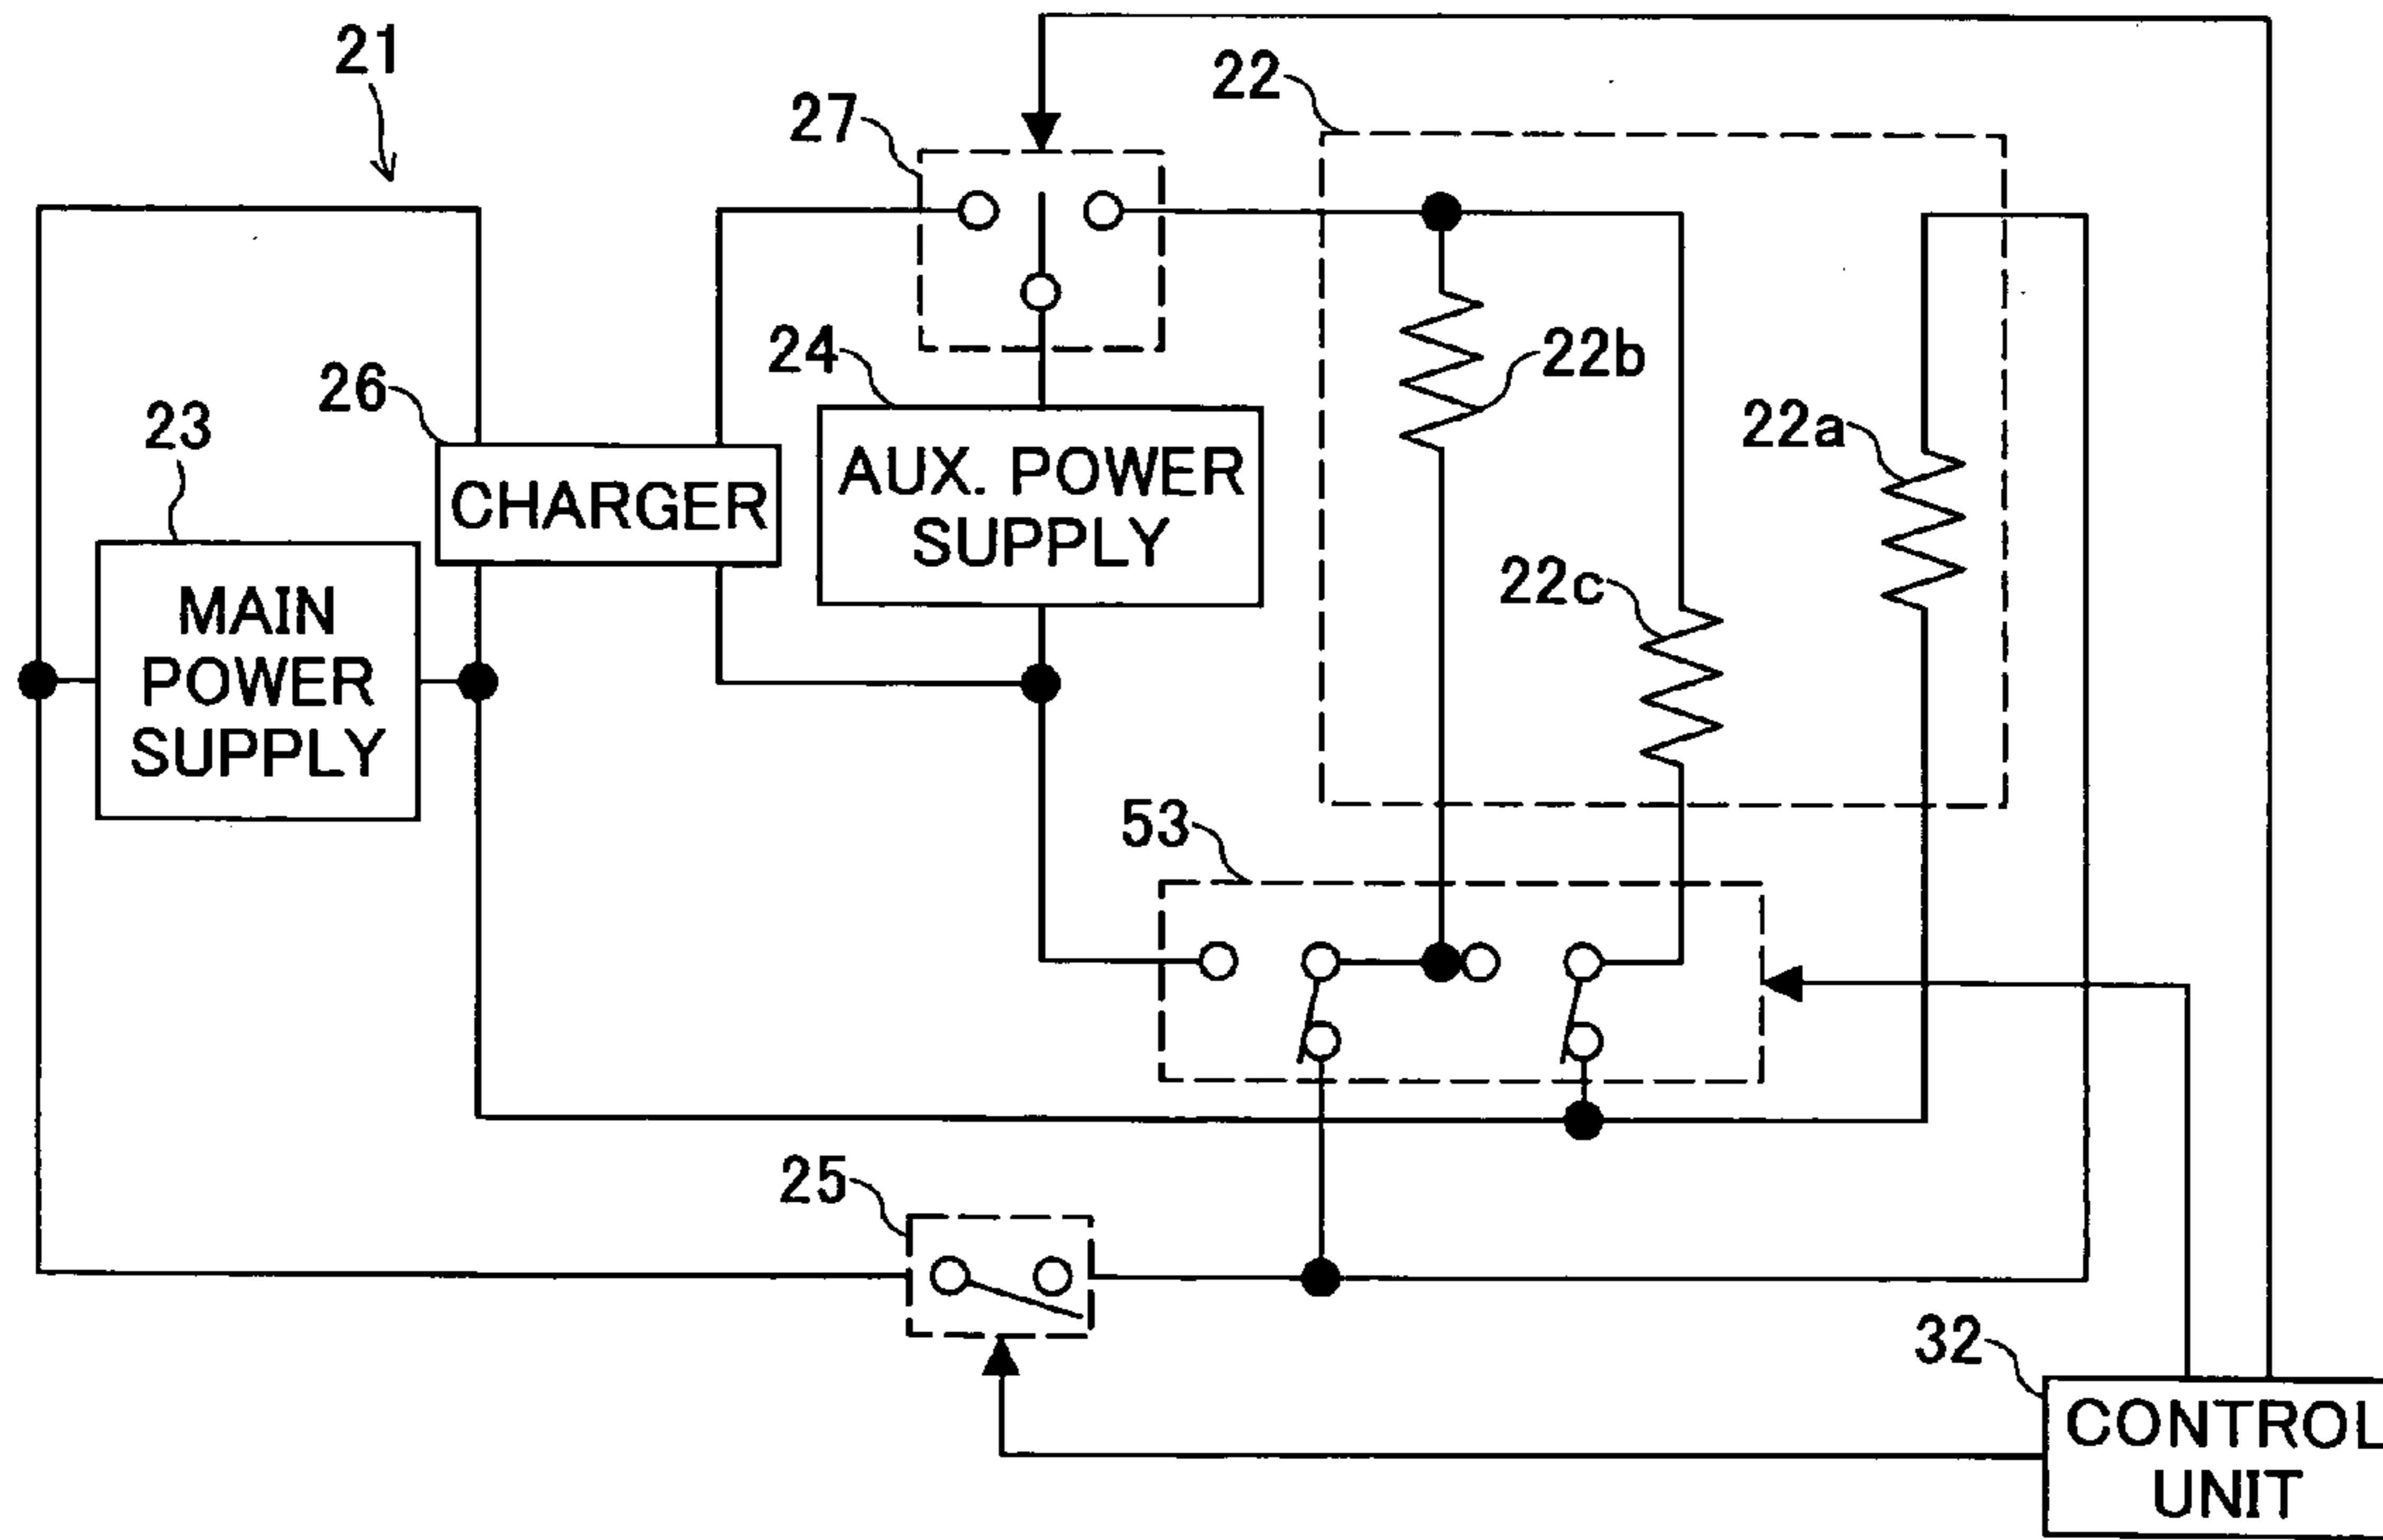 21
22
27
24
26
22b
23
22a
CHARGER
AUX. POWER
SUPPLY
22c
MAIN
POWER
SUPPLY
53
25
32
CONTROL
UNIT